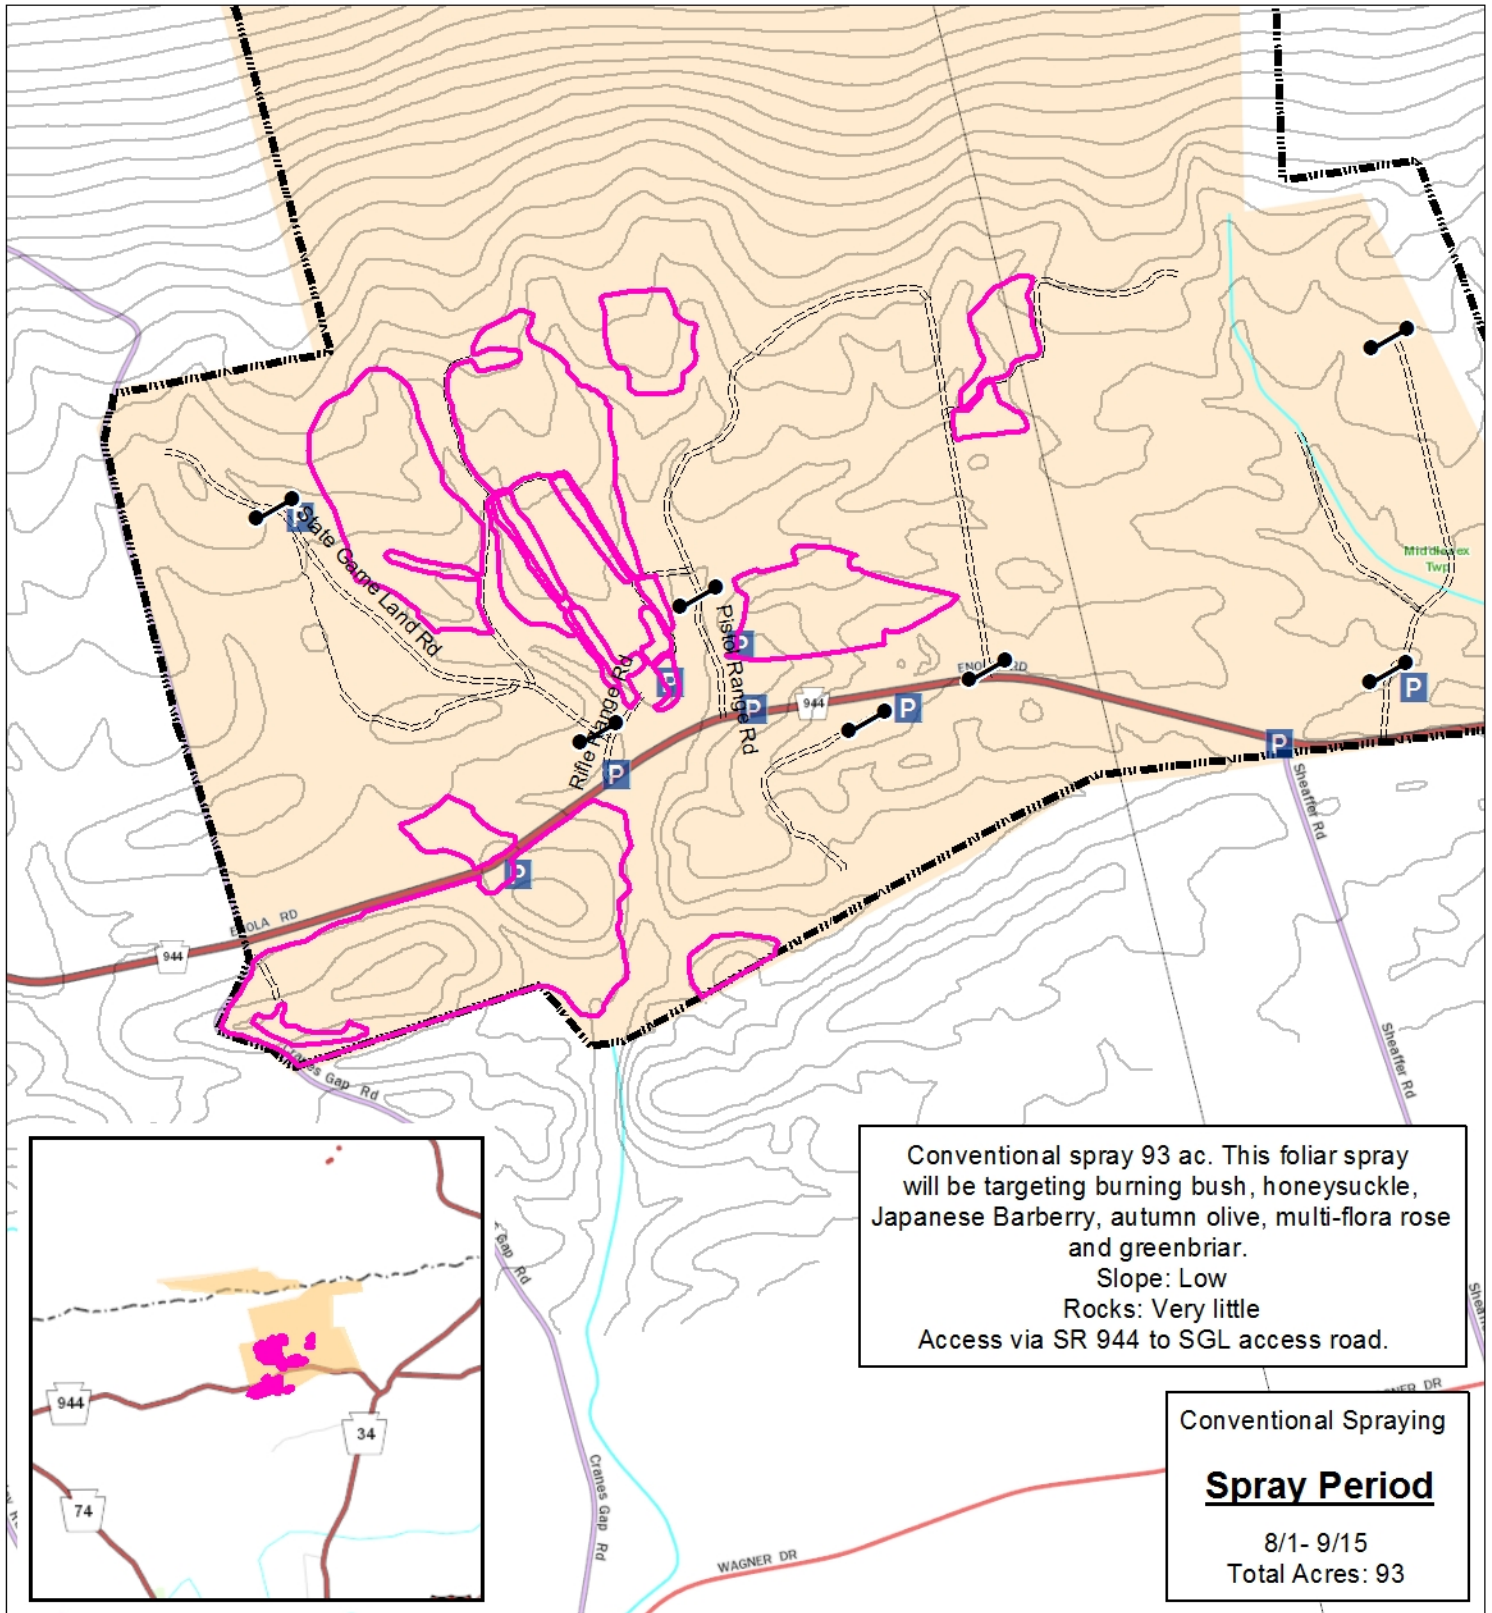 Middlesex
Twp
P
State Game Land Rd
Pistol Range Rd
P
P
Rifle Range Rd
P
944
ENOLA RD
P
P
P
P
P
Sheaffer Rd
ENOLA RD
944
Cranes Gap Rd
Sheaffer Rd
Gap Rd
Cranes Gap Rd
WAGNER DR
944
34
74
Conventional spray 93 ac. This foliar spray
will be targeting burning bush, honeysuckle,
Japanese Barberry, autumn olive, multi-flora rose
and greenbriar.
Slope: Low
Rocks: Very little
Access via SR 944 to SGL access road.
Conventional Spraying
Spray Period
8/1- 9/15
Total Acres: 93